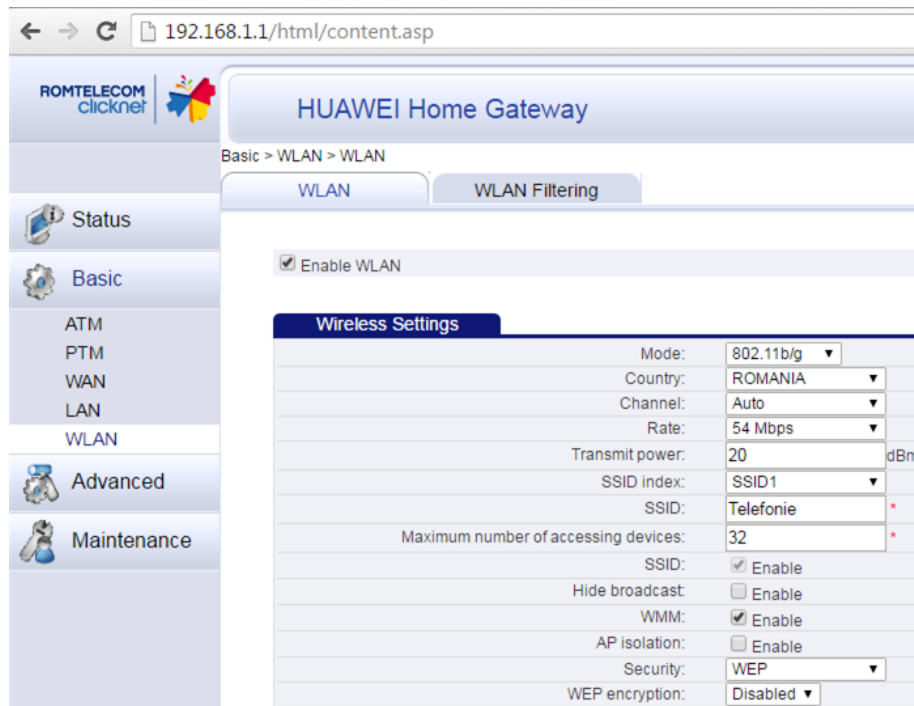 192.168.1.1/html/content.asp
ROMTELECOM
clicknet
HUAWEI Home Gateway
Basic > WLAN > WLAN
WLAN WLAN Filtering
Status
Enable WLAN
Basic
ATM
PTM
WAN
LAN
WLAN
Advanced
Maintenance
Wireless Settings
Mode: 802.11b/g
Country: ROMANIA
Channel: Auto
Rate: 54 Mbps
Transmit power: 20 dBm
SSID index: SSID1
SSID: Telefonie *
Maximum number of accessing devices: 32 *
SSID: Enable
Hide broadcast: Enable
WMM: Enable
AP isolation: Enable
Security: WEP
WEP encryption: Disabled